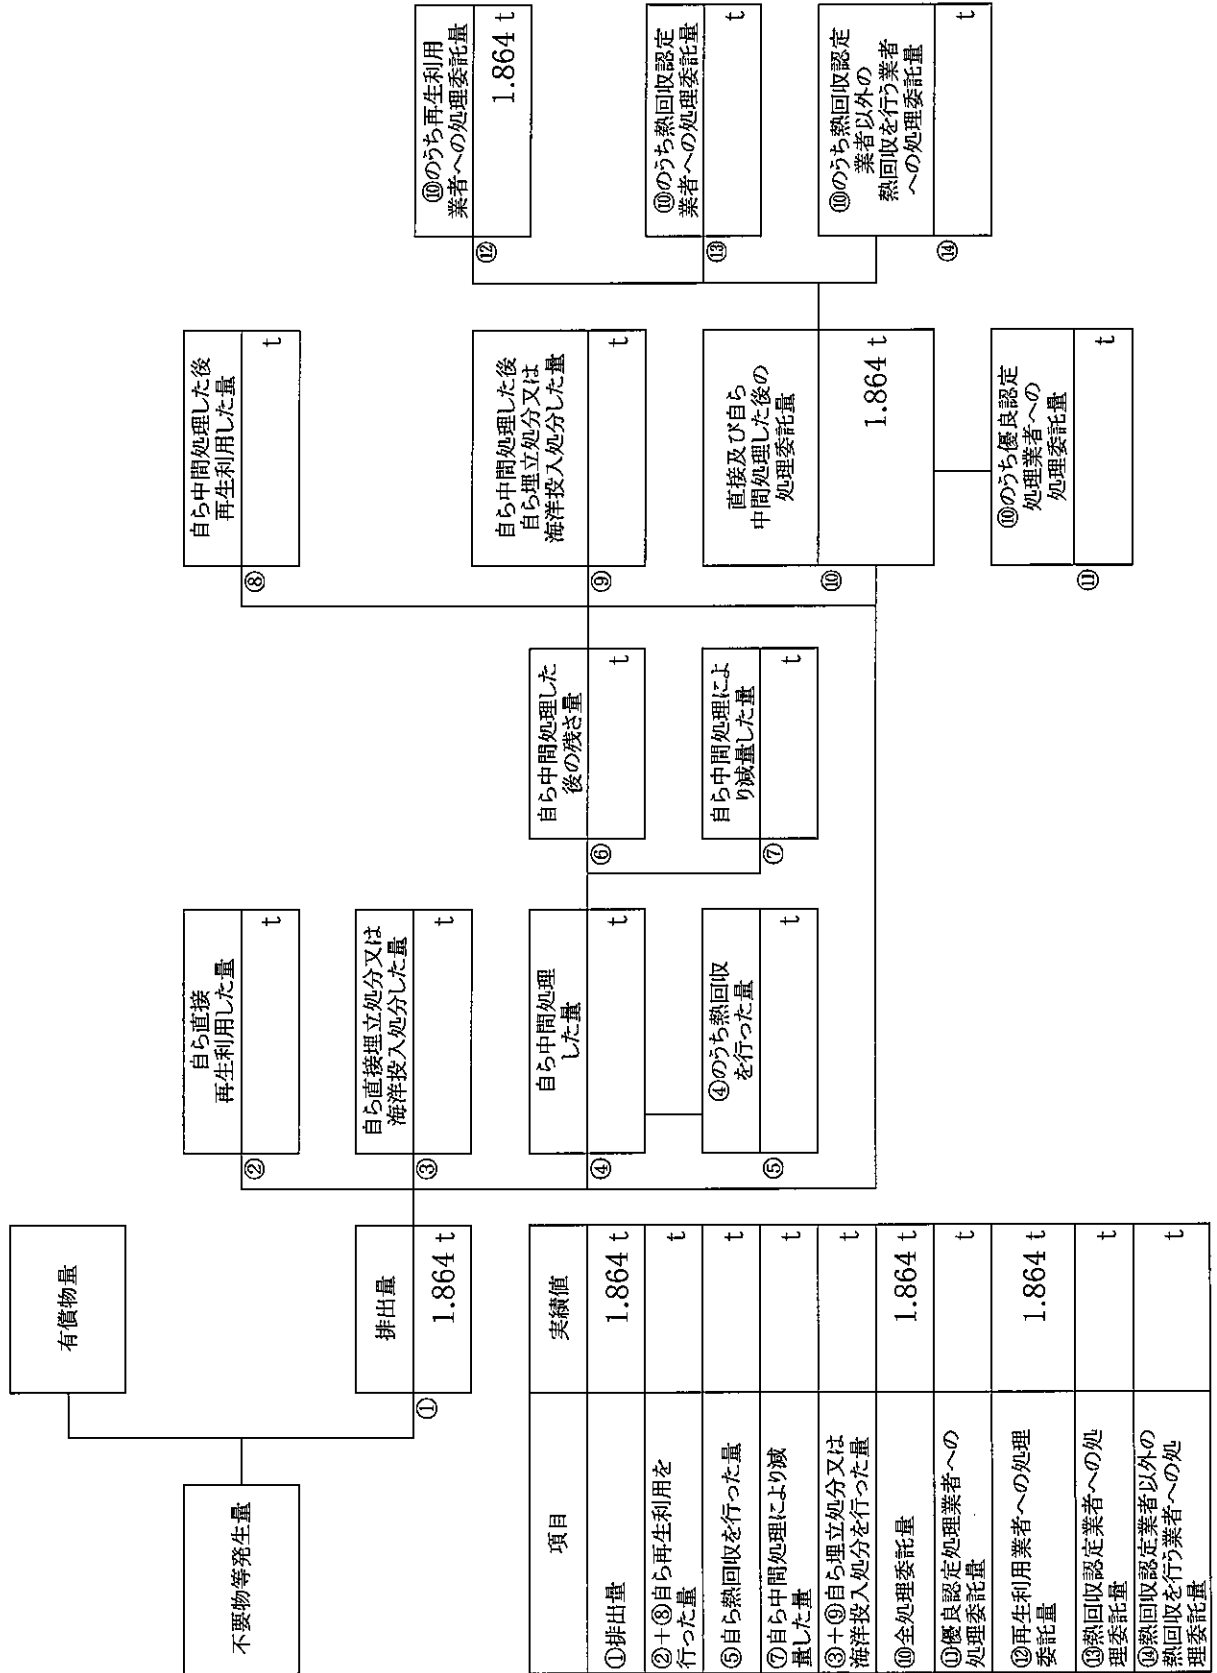 不要物等発生量
有償物量
①
排出量
1.864 t
②
自ら直接
再生利用した量
t
③
自ら直接埋立処分又は
海洋投入処分した量
t
④
自ら中間処理
した量
t
⑤
④のうち熱回収
を行った量
t
⑥
自ら中間処理した
後の残さ量
t
⑦
自ら中間処理によ
り減量した量
t
⑧
自ら中間処理した後
再生利用した量
t
⑨
自ら中間処理した後
自ら埋立処分又は
海洋投入処分した量
t
⑩
直接及び自ら
中間処理した後の
処理委託量
1.864 t
⑪
⑩のうち優良認定
処理業者への
処理委託量
t
⑫
⑩のうち再生利用
業者への処理委託量
1.864 t
⑬
⑩のうち熱回収認定
業者への処理委託量
t
⑭
⑩のうち熱回収認定
業者以外の
熱回収を行う業者
への処理委託量
t
項目 実績値
①排出量 1.864 t
②+⑧自ら再生利用を
行った量 t
⑤自ら熱回収を行った量 t
⑦自ら中間処理により減
量した量 t
③+⑨自ら埋立処分又は
海洋投入処分を行った量 t
⑩全処理委託量 1.864 t
⑪優良認定処理業者への
処理委託量 t
⑫再生利用業者への処理
委託量 1.864 t
⑬熱回収認定業者への処
理委託量 t
⑭熱回収認定業者以外の
熱回収を行う業者への処
理委託量 t